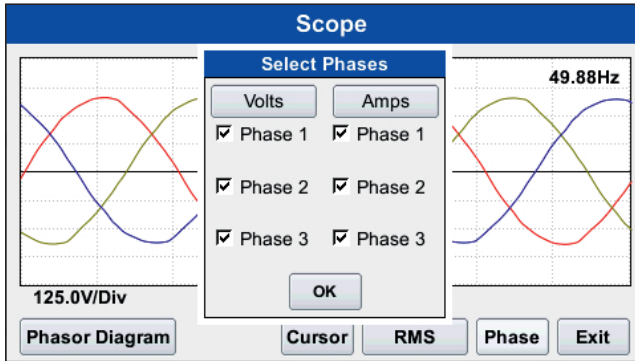 Scope
Select Phases
49.88Hz
Volts Amps
Phase 1 Phase 1
Phase 2 Phase 2
Phase 3 Phase 3
OK
125.0V/Div
Phasor Diagram Cursor RMS Phase Exit